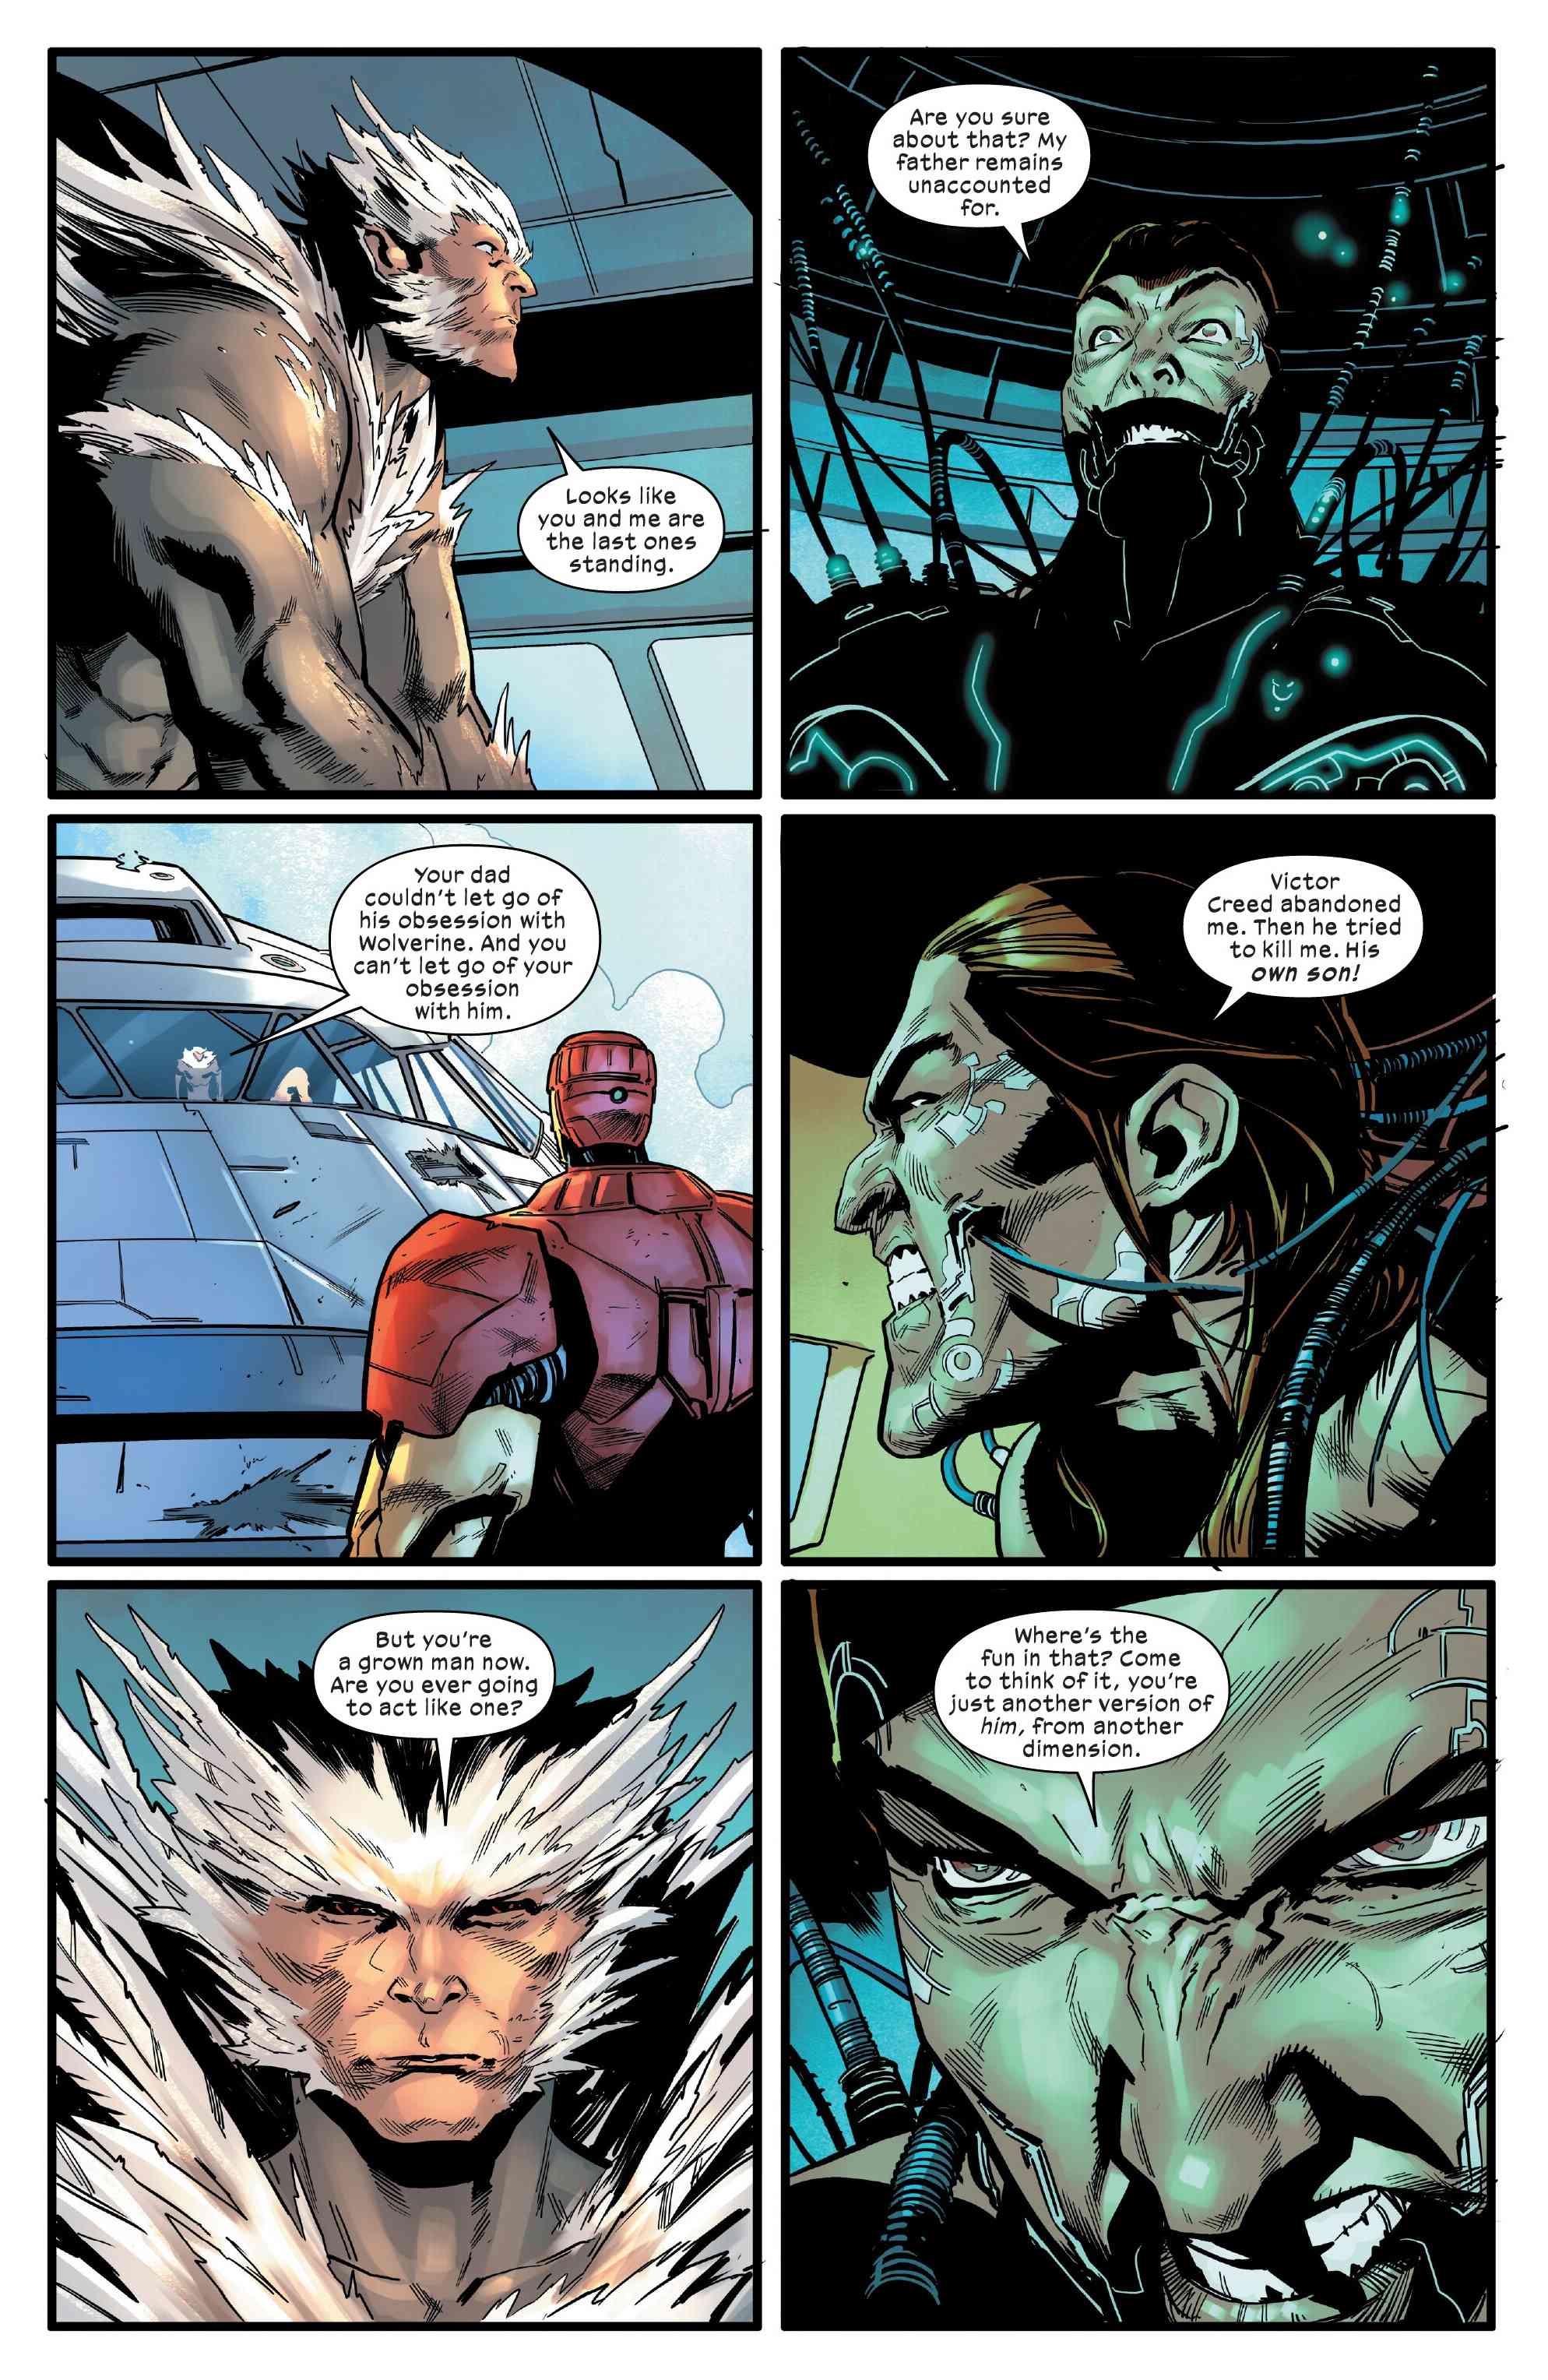 Looks like
you and me are
the last ones
standing.
Are you sure
about that? My
father remains
unaccounted
for.
Your dad
couldn't let go of
his obsession with
Wolverine. And you
can't let go of your
obsession
with him.
Victor
Creed abandoned
me. Then he tried
to kill me. His
own son!
But you're
a grown man now.
Are you ever going
to act like one?
Where's the
fun in that? Come
to think of it, you're
just another version of
him, from another
dimension.